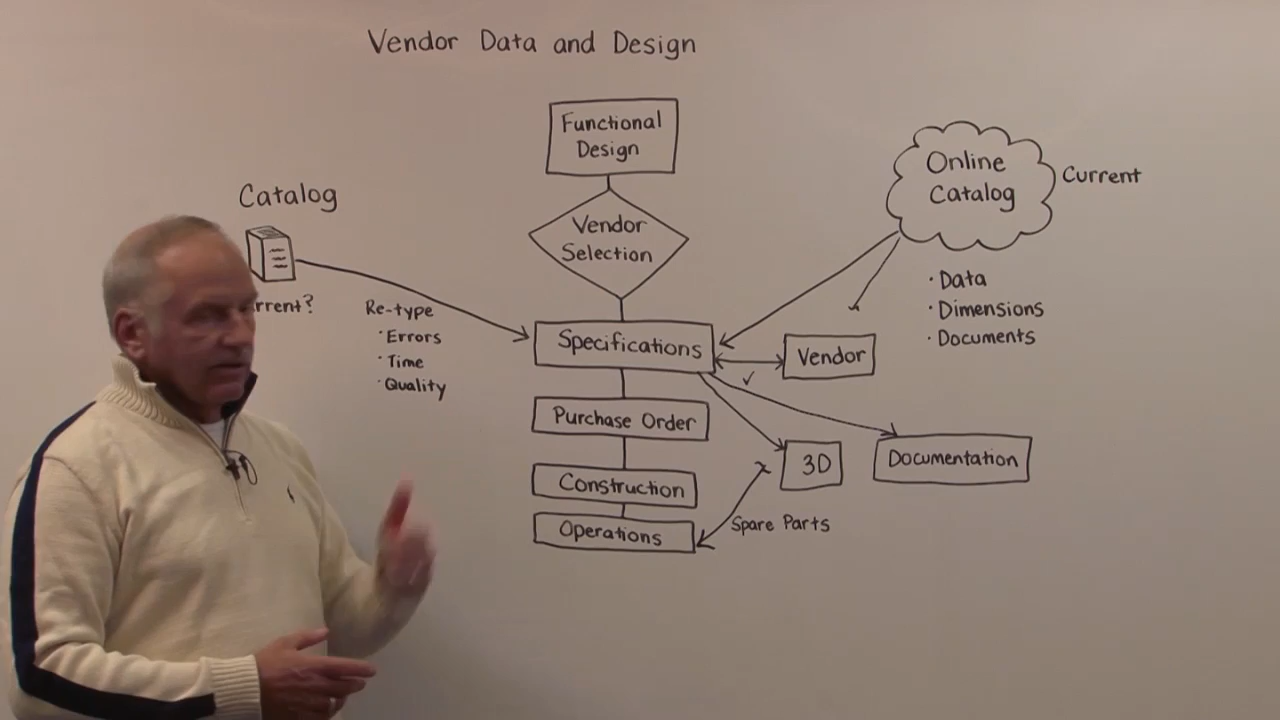 Vendor Data and Design
Functional
Design
Vendor
Selection
Catalog
Re-type
· Errors
· Time
· Quality
Online
Catalog
Current
· Data
· Dimensions
· Documents
Specifications
Vendor
Purchase Order
3D
Documentation
Construction
Operations
Spare Parts